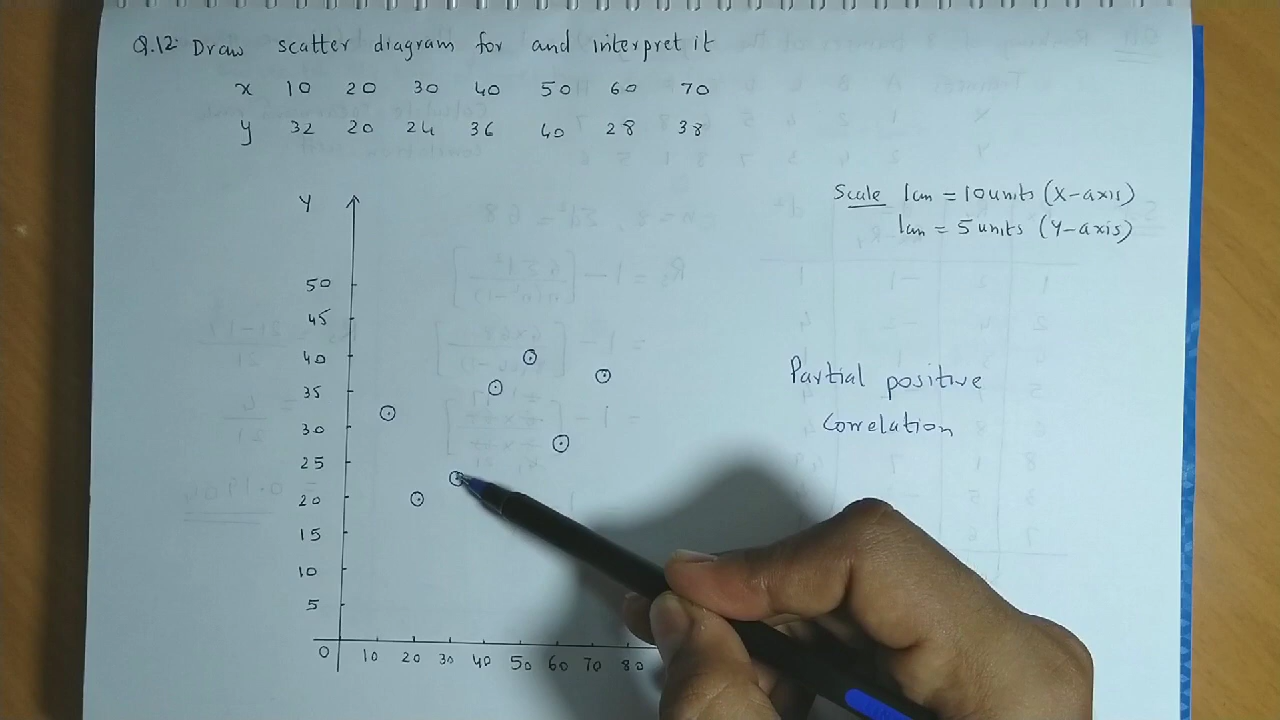 Q.12: Draw scatter diagram for and interpret it
x 10 20 30 40 50 60 70
y 32 20 24 36 40 28 38
Scale 1cm = 10 units (X-axis)
1cm = 5 units (Y-axis)
Y
50
45
40
35
30
25
20
15
10
5
0 10 20 30 40 50 60 70 80
Partial positive
Correlation